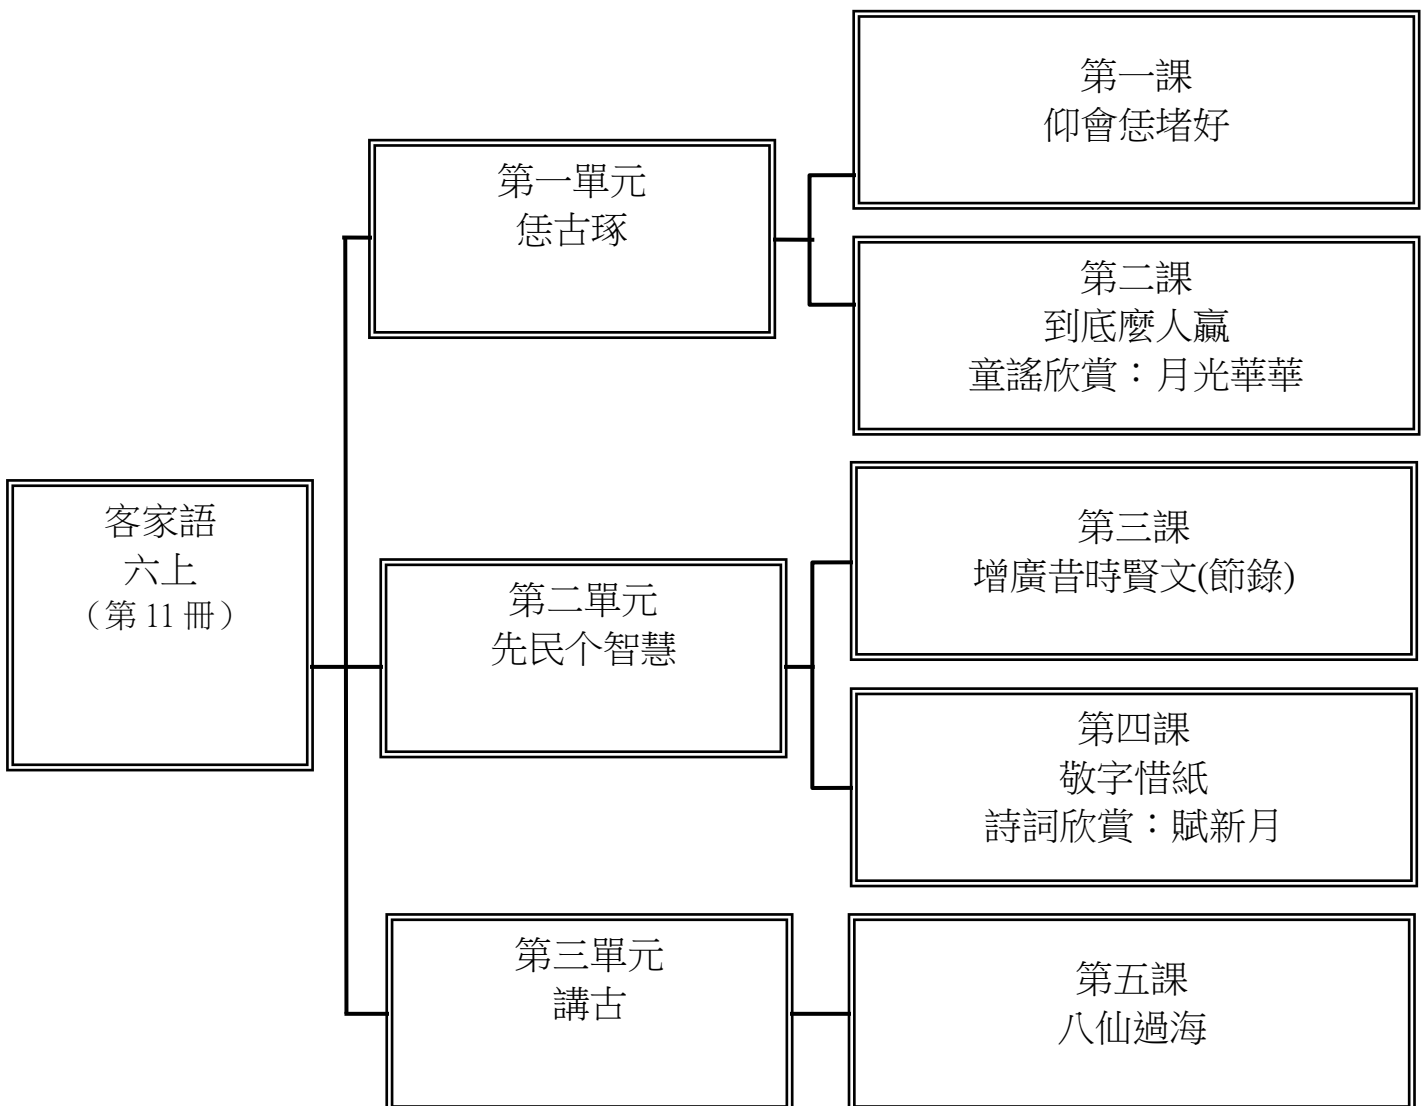 客家語
六上
（第 11 冊）
第一單元
恁古琢
第一課
仰會恁堵好
第二課
到底麼人贏
童謠欣賞：月光華華
第二單元
先民个智慧
第三課
增廣昔時賢文(節錄)
第四課
敬字惜紙
詩詞欣賞：賦新月
第三單元
講古
第五課
八仙過海